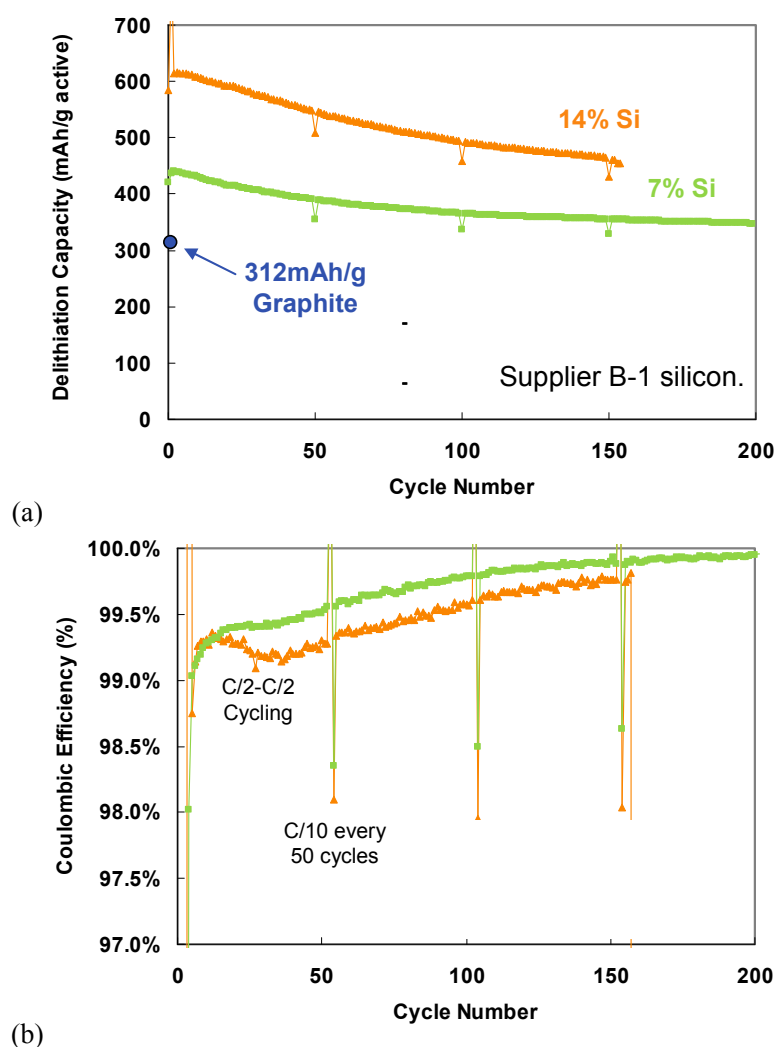 700
600
500
400
300
200
100
0
Delithiation Capacity (mAh/g active)
14% Si
7% Si
312mAh/g
Graphite
-
-
Supplier B-1 silicon.
0
50
100
150
200
Cycle Number
(a)
100.0%
99.5%
99.0%
98.5%
98.0%
97.5%
97.0%
Coulombic Efficiency (%)
C/2-C/2
Cycling
C/10 every
50 cycles
0
50
100
150
200
Cycle Number
(b)